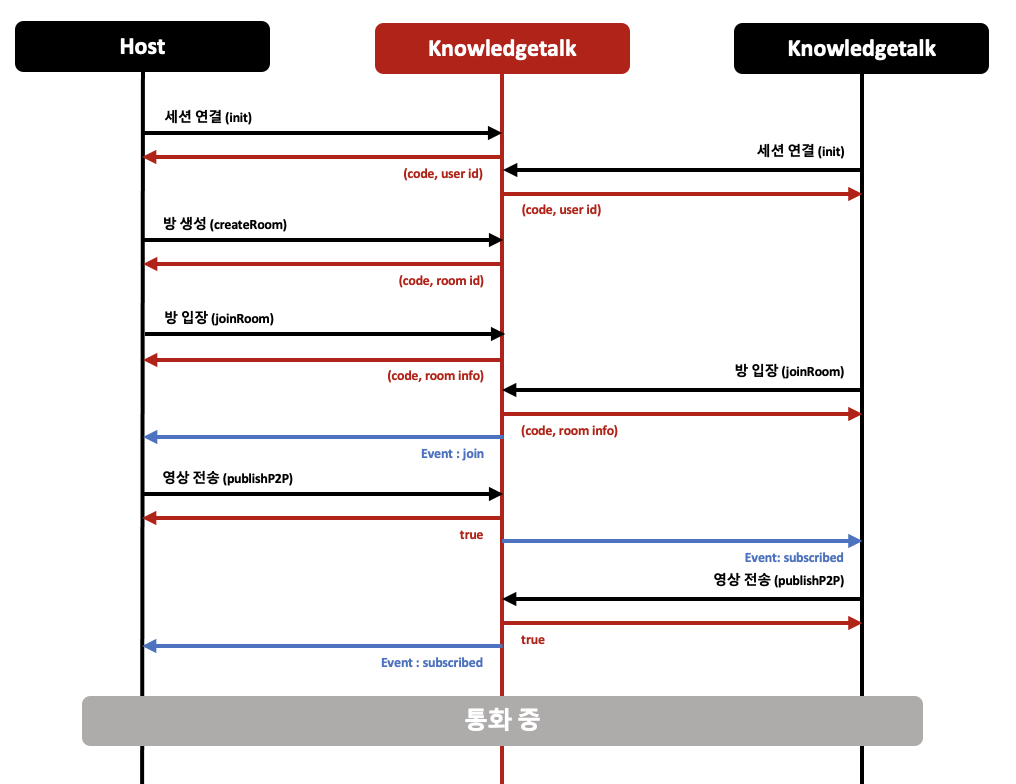 Host
Knowledgetalk
Knowledgetalk
세션 연결 (init)
세션 연결 (init)
(code, user id)
(code, user id)
방 생성 (createRoom)
(code, room id)
방 입장 (joinRoom)
방 입장 (joinRoom)
(code, room info)
(code, room info)
Event : join
영상 전송 (publishP2P)
true
Event: subscribed
영상 전송 (publishP2P)
true
Event : subscribed
통화 중